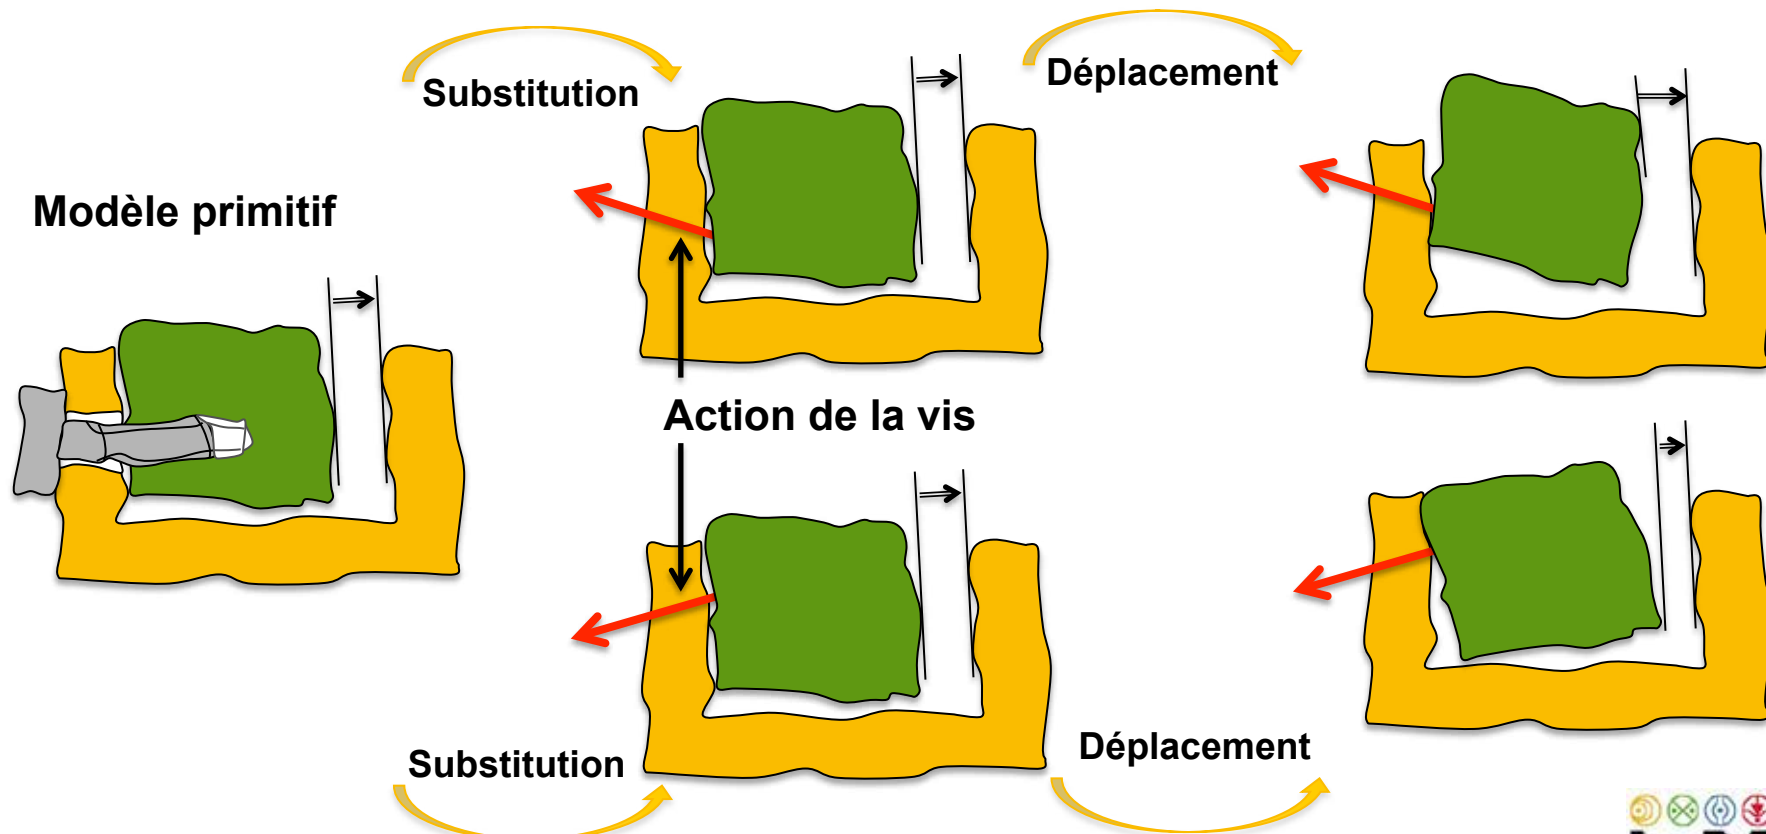 Substitution
Déplacement
Modèle primitif
Action de la vis
Substitution
Déplacement